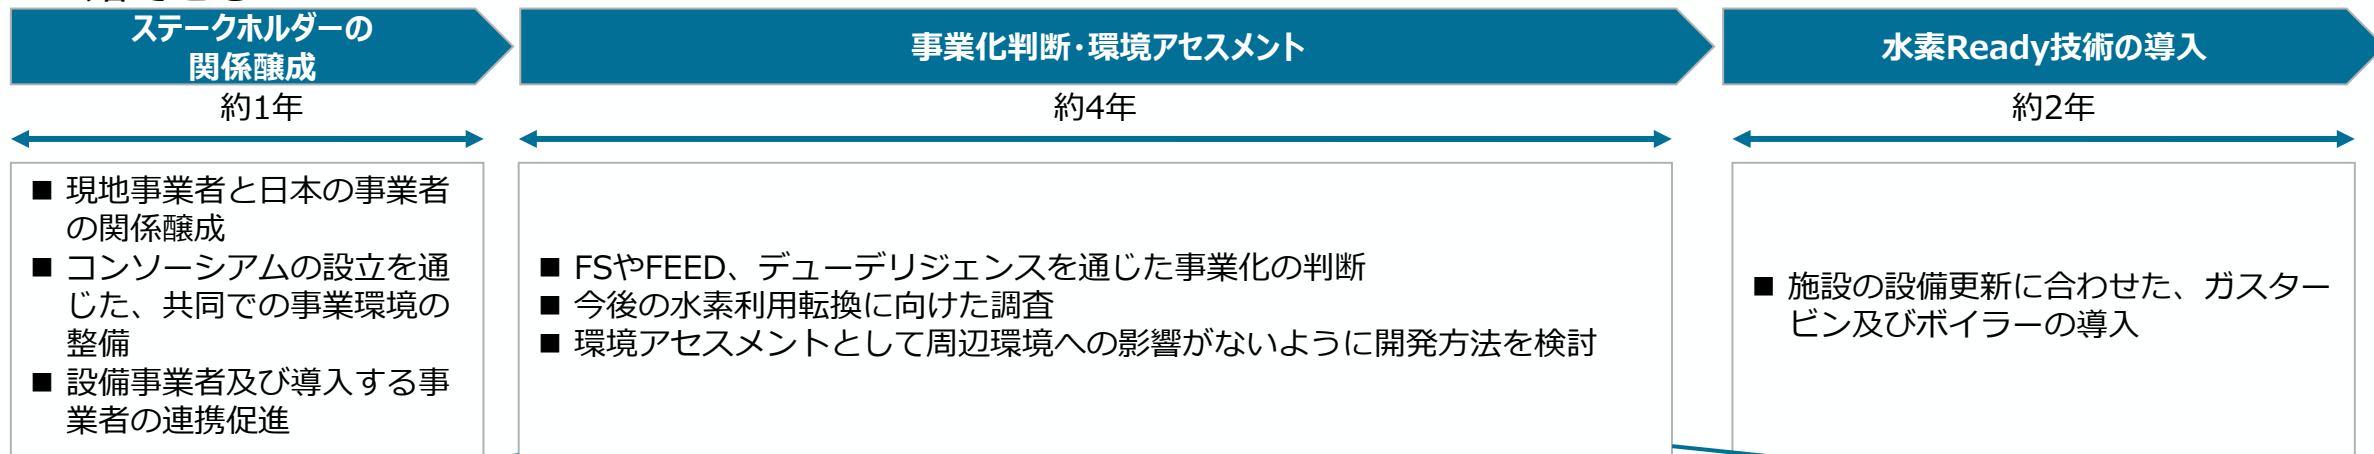 ステークホルダーの
関係醸成
事業化判断・環境アセスメント
水素Ready技術の導入
約1年
約4年
約2年
■ 現地事業者と日本の事業者
の関係醸成
■ コンソーシアムの設立を通
じた、共同での事業環境の
整備
■ 設備事業者及び導入する事
業者の連携促進
■ FSやFEED、デューデリジェンスを通じた事業化の判断
■ 今後の水素利用転換に向けた調査
■ 環境アセスメントとして周辺環境への影響がないように開発方法を検討
■ 施設の設備更新に合わせた、ガスター
ビン及びボイラーの導入